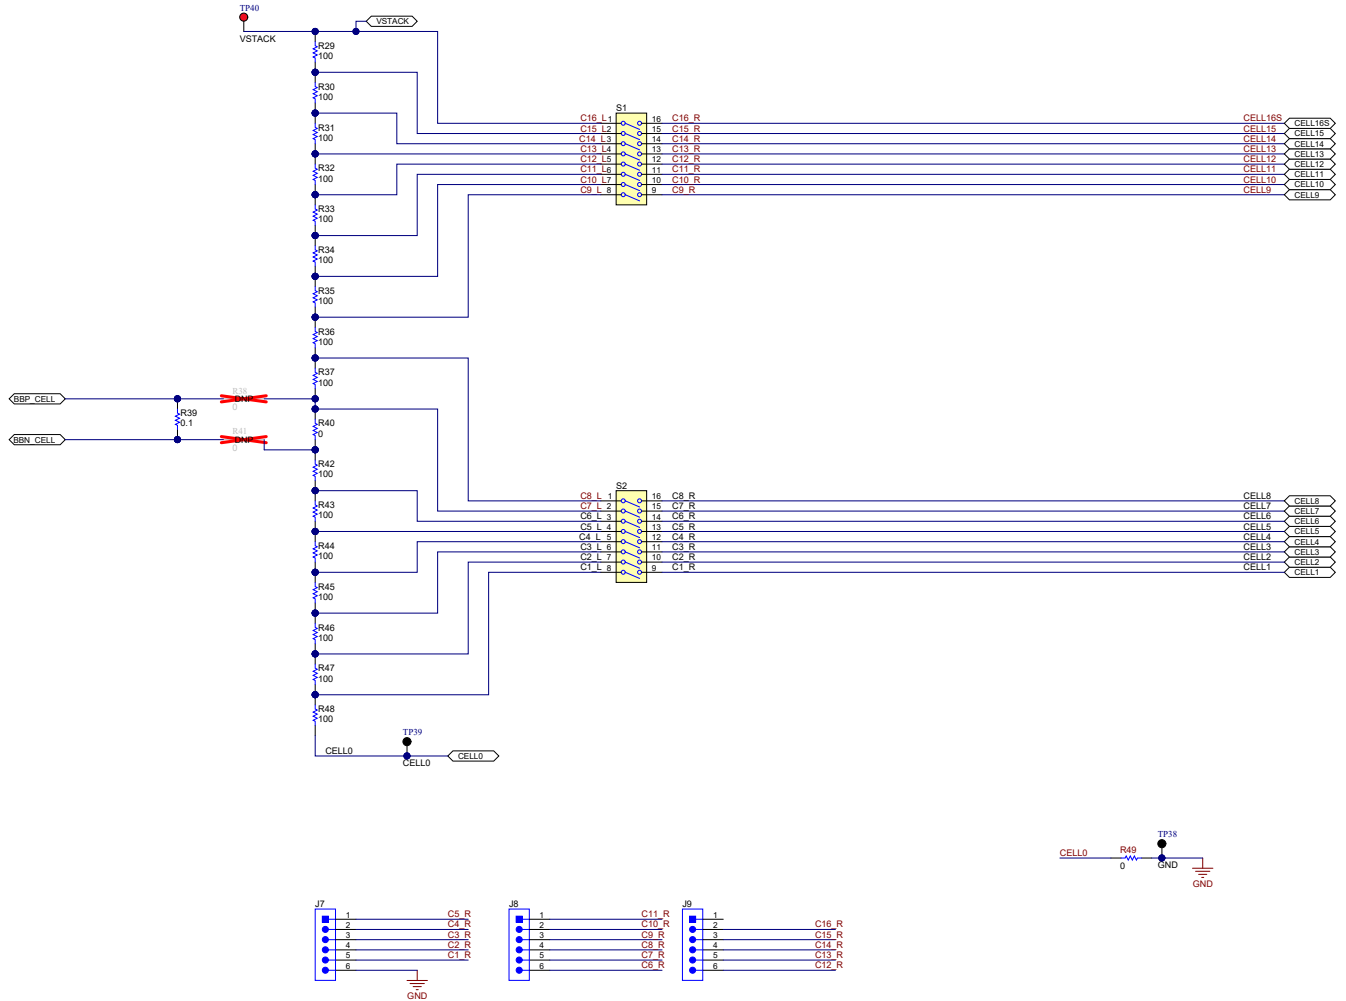 TP40
VSTACK
VSTACK
R29
100
R30
100
R31
100
R32
100
R33
100
R34
100
R35
100
R36
100
R37
100
S1
C16_L 1 16 C16_R CELL16S CELL16S
C15_L 2 15 C15_R CELL15 CELL15
C14_L 3 14 C14_R CELL14 CELL14
C13_L 4 13 C13_R CELL13 CELL13
C12_L 5 12 C12_R CELL12 CELL12
C11_L 6 11 C11_R CELL11 CELL11
C10_L 7 10 C10_R CELL10 CELL10
C9_L 8 9 C9_R CELL9 CELL9
BBP_CELL
R38
DNP
0
R39
0.1
BBN_CELL
R41
DNP
0
R40
0
R42
100
R43
100
R44
100
R45
100
R46
100
R47
100
R48
100
S2
C8_L 1 16 C8_R CELL8 CELL8
C7_L 2 15 C7_R CELL7 CELL7
C6_L 3 14 C6_R CELL6 CELL6
C5_L 4 13 C5_R CELL5 CELL5
C4_L 5 12 C4_R CELL4 CELL4
C3_L 6 11 C3_R CELL3 CELL3
C2_L 7 10 C2_R CELL2 CELL2
C1_L 8 9 C1_R CELL1 CELL1
TP39
CELL0
CELL0
CELL0
TP38
CELL0
R49
0
GND
GND
J7
1 C5_R
2 C4_R
3 C3_R
4 C2_R
5 C1_R
6
GND
J8
1 C11_R
2 C10_R
3 C9_R
4 C8_R
5 C7_R
6 C6_R
J9
1
2 C16_R
3 C15_R
4 C14_R
5 C13_R
6 C12_R